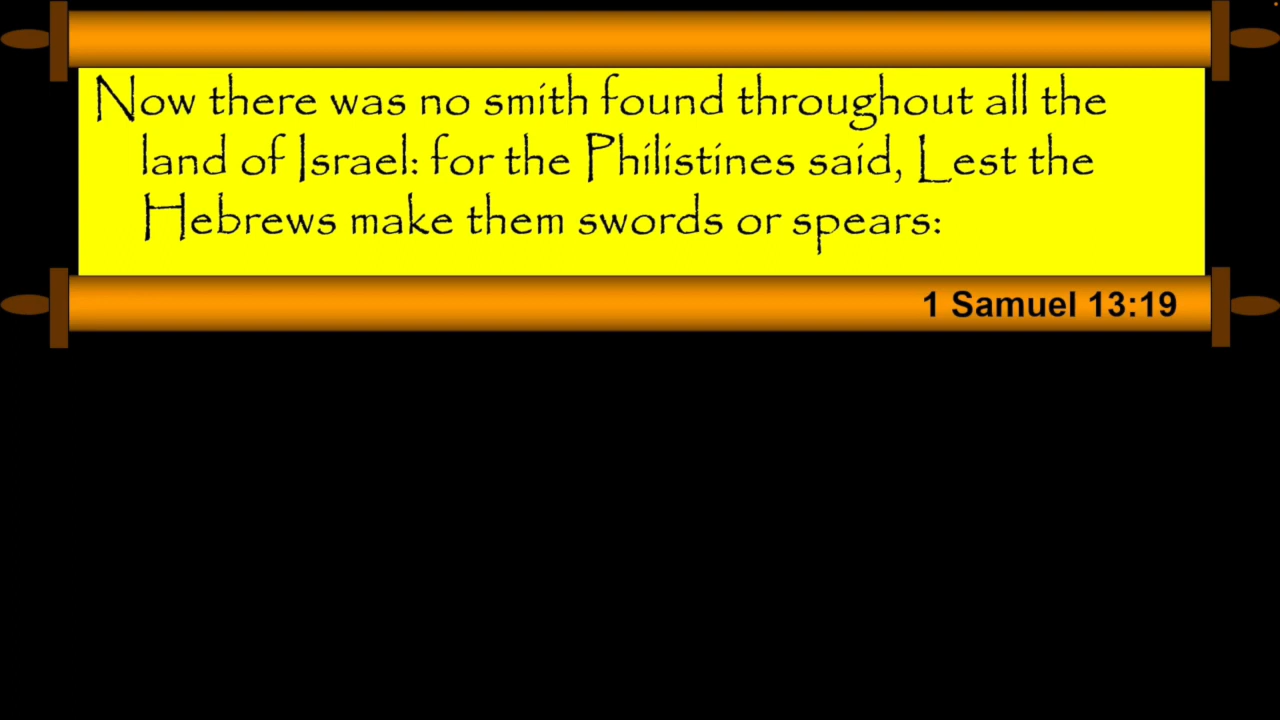 Now there was no smith found throughout all the
land of Israel: for the Philistines said, Lest the
Hebrews make them swords or spears:
1 Samuel 13:19